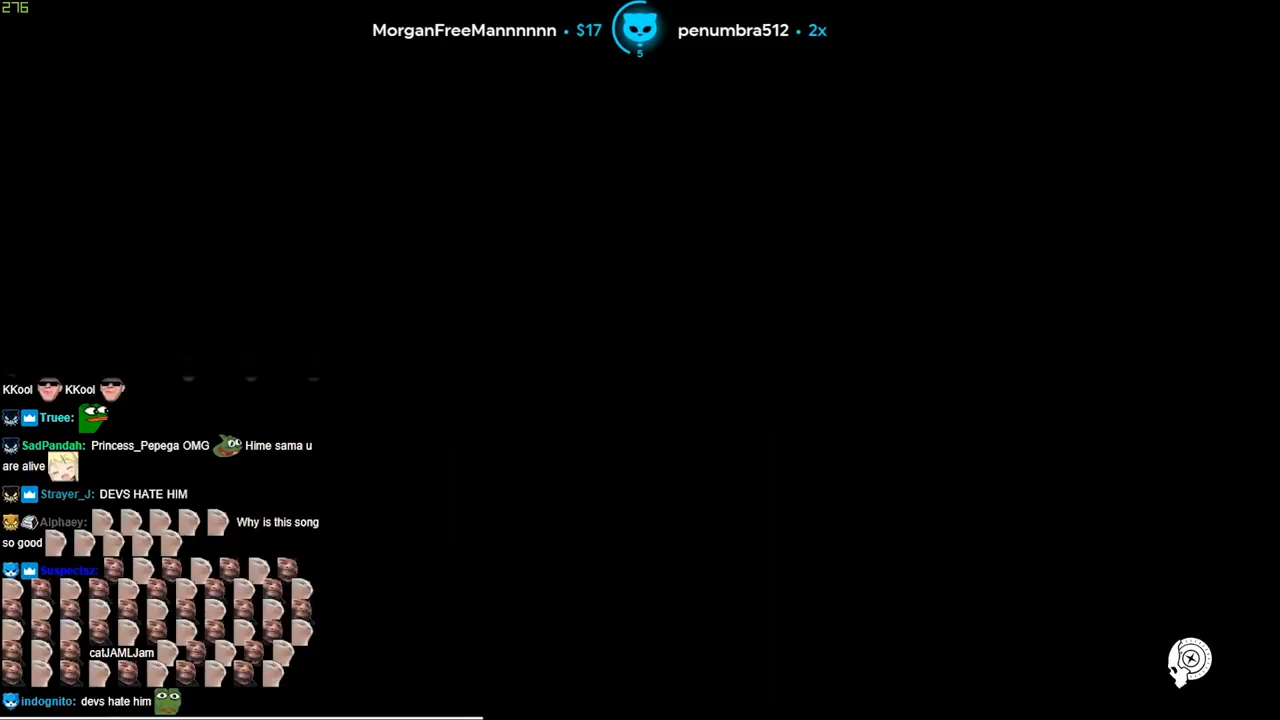 276
MorganFreeMannnnnn • $17
5
penumbra512 • 2x
KKool KKool
Truee:
SadPandah: Princess_Pepega OMG Hime sama u
are alive
Strayer_J: DEVS HATE HIM
Alphaey: Why is this song
so good
Suspectsz:
catJAMLJam
indognito: devs hate him